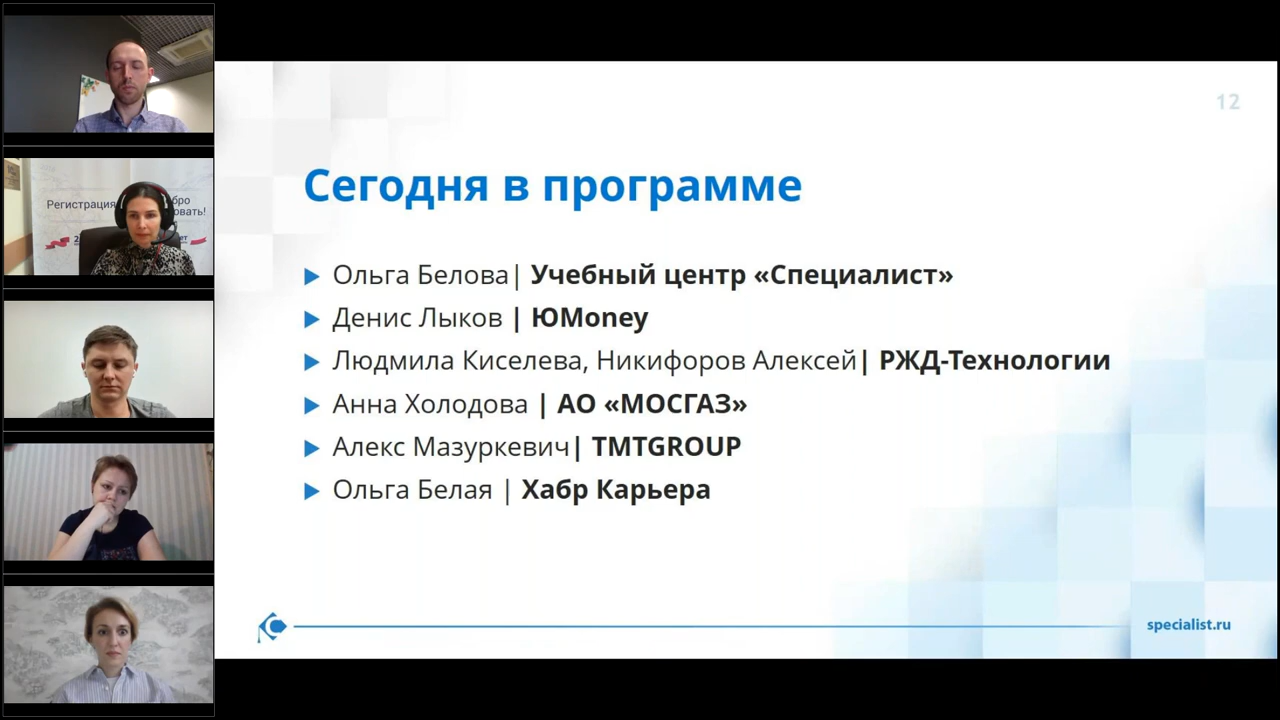 12
Сегодня в программе
Ольга Белова| Учебный центр «Специалист»
Денис Лыков | ЮMoney
Людмила Киселева, Никифоров Алексей| РЖД-Технологии
Анна Холодова | АО «МОСГАЗ»
Алекс Мазуркевич| TMTGROUP
Ольга Белая | Хабр Карьера
specialist.ru
Регистрация